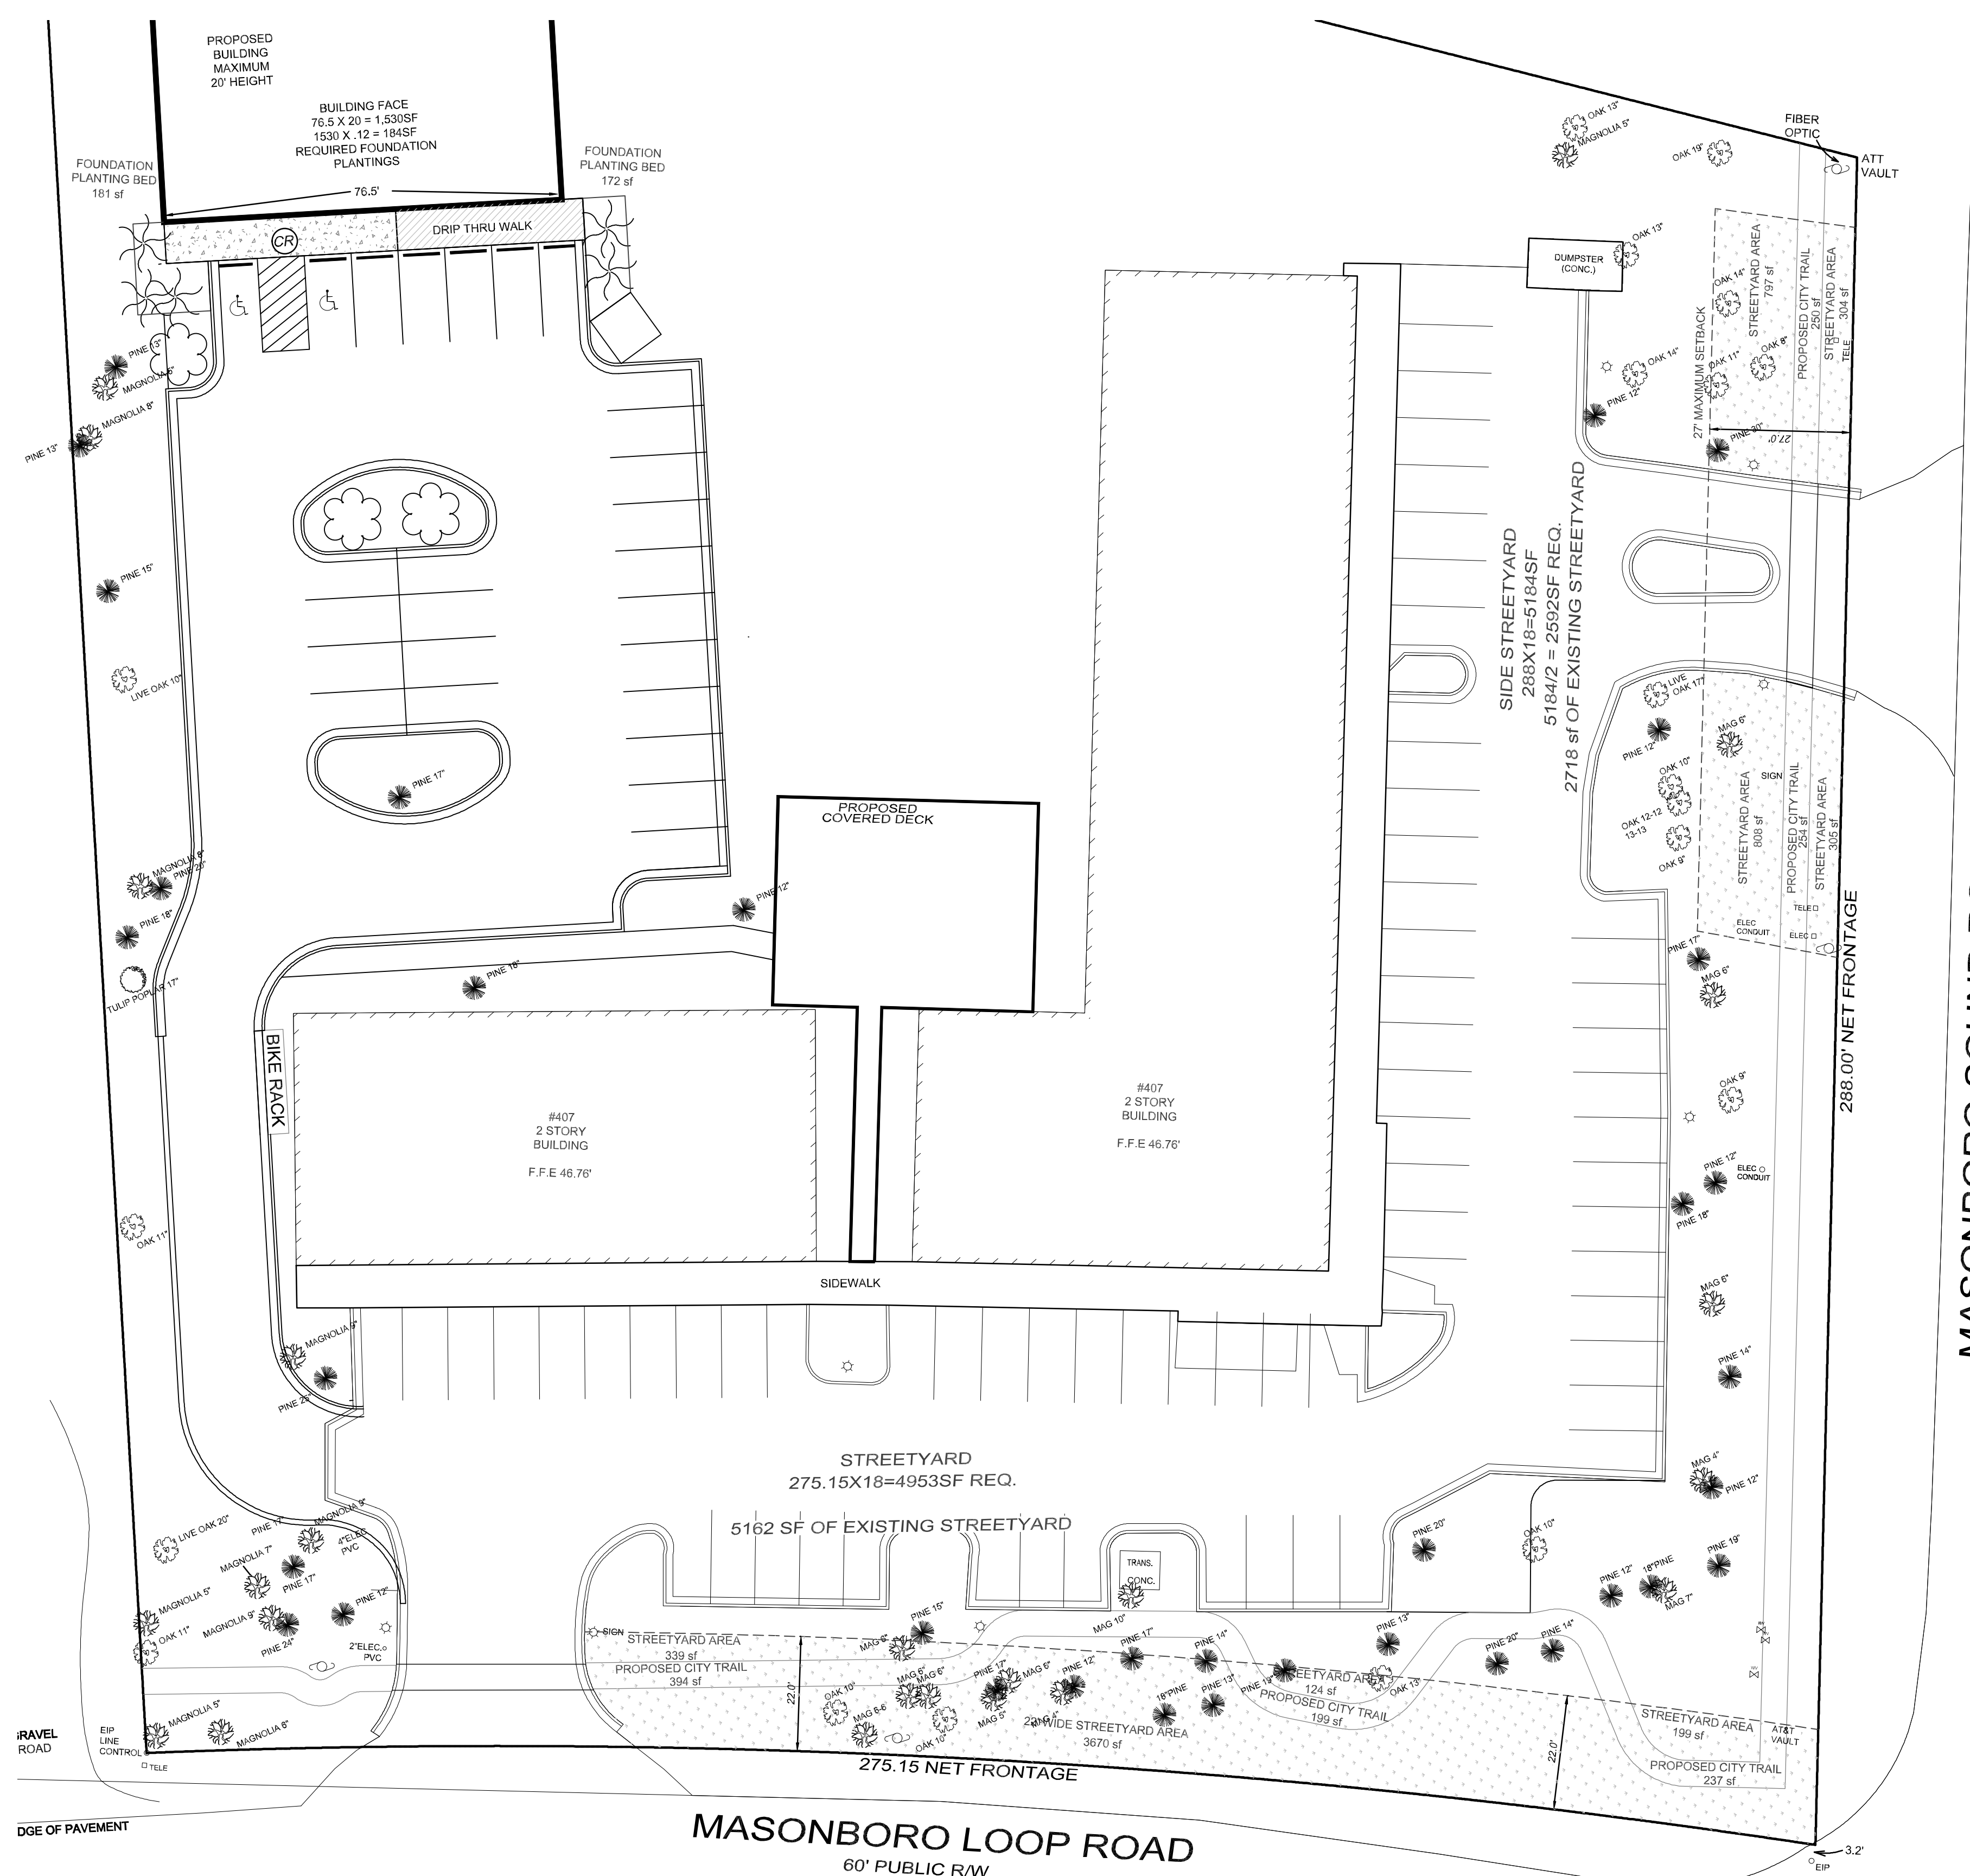 PROPOSED
BUILDING
MAXIMUM
20' HEIGHT
BUILDING FACE
76.5 X 20 = 1,530SF
1530 X .12 = 184SF
REQUIRED FOUNDATION
PLANTINGS
FOUNDATION
PLANTING BED
181 sf
FOUNDATION
PLANTING BED
172 sf
76.5'
CR
DRIP THRU WALK
OAK 13"
MAGNOLIA 5"
OAK 19"
FIBER
OPTIC
ATT
VAULT
OAK 13"
DUMPSTER
(CONC.)
OAK 14"
STREETYARD AREA
797 sf
PROPOSED CITY TRAIL
250 sf
STREETYARD AREA
304 sf
TELE
27' MAXIMUM SETBACK
OAK 8"
OAK 11"
OAK 14"
PINE 12"
PINE 20"
27.0'
PINE 13"
MAGNOLIA 6"
MAGNOLIA 8"
PINE 13"
PINE 15"
LIVE OAK 10"
PINE 17"
SIDE STREETYARD
288X18=5184SF
5184/2 = 2592SF REQ.
2718 sf OF EXISTING STREETYARD
LIVE
OAK 17"
MAG 6"
PINE 12"
OAK 10"
SIGN
OAK 12-12
13-13
OAK 9"
STREETYARD AREA
808 sf
PROPOSED CITY TRAIL
254 sf
STREETYARD AREA
305 sf
TELE
ELEC
CONDUIT
ELEC
PROPOSED
COVERED DECK
MAGNOLIA 8"
PINE 20"
PINE 18"
TULIP POPLAR 17"
PINE 12"
PINE 18"
PINE 17"
MAG 6"
288.00' NET FRONTAGE
BIKE RACK
#407
2 STORY
BUILDING
F.F.E 46.76'
#407
2 STORY
BUILDING
F.F.E 46.76'
OAK 9"
PINE 12"
ELEC
CONDUIT
PINE 18"
OAK 11"
SIDEWALK
MAG 6"
MAGNOLIA 9"
PINE 14"
STREETYARD
275.15X18=4953SF REQ.
5162 SF OF EXISTING STREETYARD
MAG 4"
PINE 12"
LIVE OAK 20"
PINE 17"
MAGNOLIA 9"
4"ELEC
PVC
MAGNOLIA 7"
PINE 17"
MAGNOLIA 5"
MAGNOLIA 9"
PINE 12"
OAK 11"
PINE 24"
2"ELEC.
PVC
TRANS.
CONC.
PINE 20"
OAK 10"
PINE 12"
18"PINE
MAG 7"
PINE 19"
SIGN
STREETYARD AREA
339 sf
PROPOSED CITY TRAIL
394 sf
22.0'
PINE 15"
MAG 6"
MAG 10"
PINE 17"
PINE 14"
PINE 13"
PINE 20"
PINE 14"
MAG 6"
MAG 6"
PINE 17"
MAG 6"
PINE 12"
OAK 10"
MAG 6-6
OAK 10"
MAG 5"
18"PINE
PINE 13"
PINE 19"
OAK 13"
124 sf
PROPOSED CITY TRAIL
199 sf
22' WIDE STREETYARD AREA
3670 sf
STREETYARD AREA
199 sf
AT&T
VAULT
22.0'
PROPOSED CITY TRAIL
237 sf
MAGNOLIA 5"
MAGNOLIA 6"
EIP
LINE
CONTROL
TELE
ROAD
275.15 NET FRONTAGE
MASONBORO LOOP ROAD
60' PUBLIC R/W
3.2'
EIP